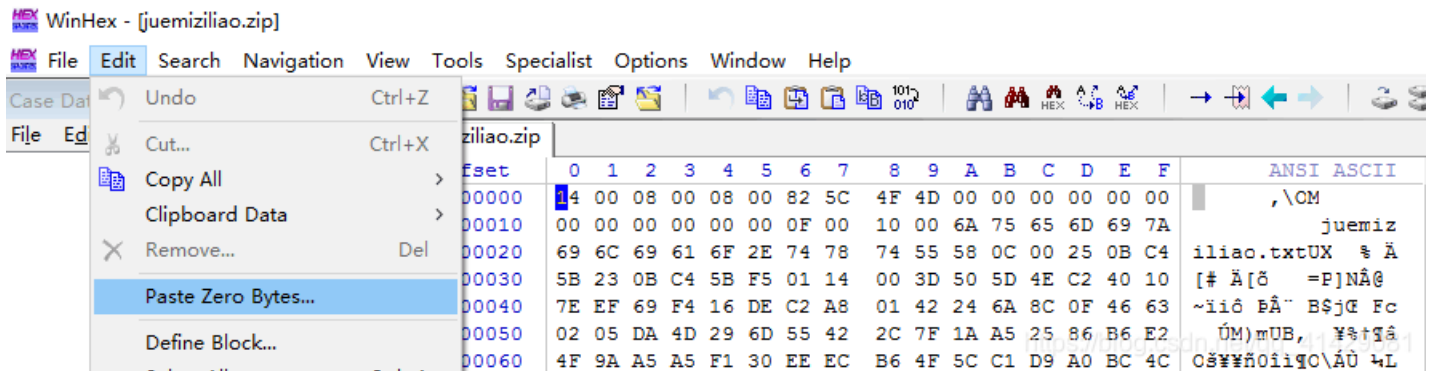 WinHex - [juemiziliao.zip]
File Edit Search Navigation View Tools Specialist Options Window Help
Case Dat
Undo Ctrl+Z
File Edi
ziliao.zip
Cut... Ctrl+X
fset 0 1 2 3 4 5 6 7 8 9 A B C D E F ANSI ASCII
Copy All >
00000 14 00 08 00 08 00 82 5C 4F 4D 00 00 00 00 00 00 ‚\OM
Clipboard Data >
00010 00 00 00 00 00 00 0F 00 10 00 6A 75 65 6D 69 7A juemiz
Remove... Del
00020 69 6C 69 61 6F 2E 74 78 74 55 58 0C 00 25 0B C4 iliao.txtUX % Ä
00030 5B 23 0B C4 5B F5 01 14 00 3D 50 5D 4E C2 40 10 [# Ä[õ =P]NÂ@
Paste Zero Bytes...
00040 7E EF 69 F4 16 DE C2 A8 01 42 24 6A 8C 0F 46 63 ~ïiô ÞÂ¨ B$jŒ Fc
Define Block...
00050 02 05 DA 4D 29 6D 55 42 2C 7F 1A A5 25 86 B6 E2 ÚM)mUB, ¥%†¶â
00060 4F 9A A5 A5 F1 30 EE EC B6 4F 5C C1 D9 A0 BC 4C Oš¥¥ñ0îì¶O\ÁÙ ¼L